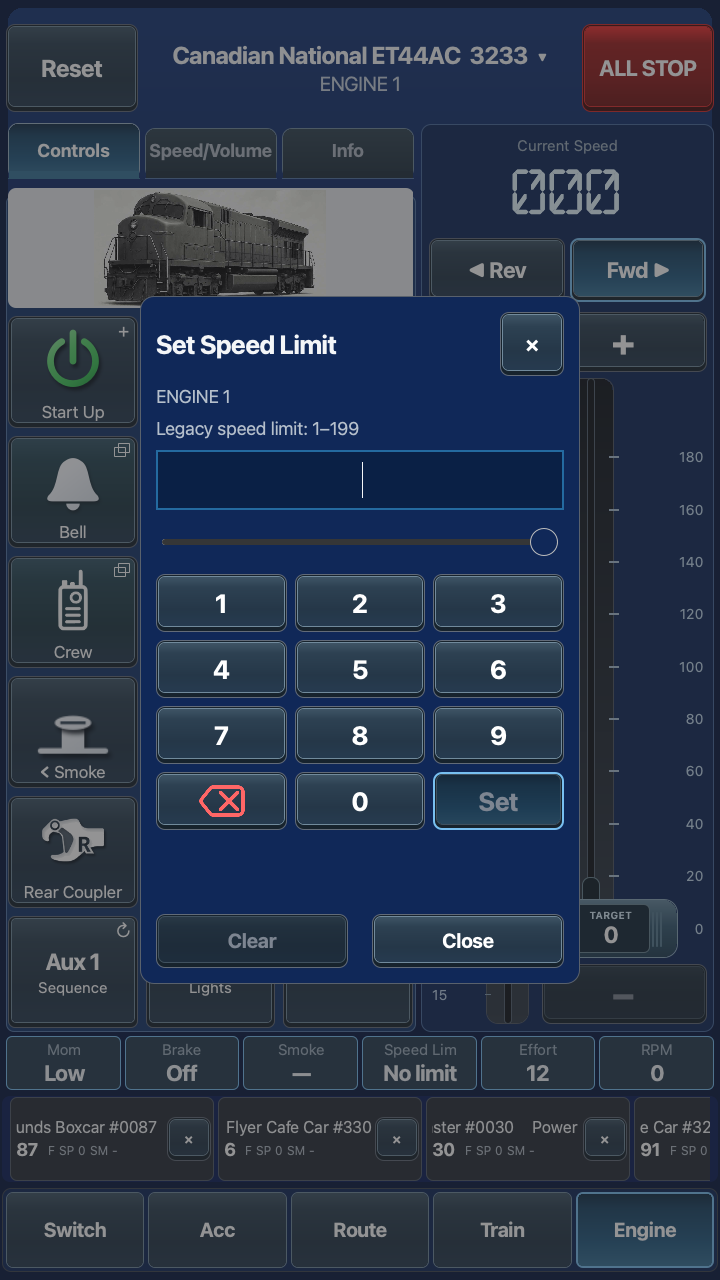 Reset
Canadian National ET44AC 3233 ▼
ENGINE 1
ALL STOP
Controls
Speed/Volume
Info
Current Speed
000
◀ Rev
Fwd ▶
+
Start Up
Bell
Crew
< Smoke
R
Rear Coupler
Aux 1
Sequence
Lights
Set Speed Limit
×
ENGINE 1
Legacy speed limit: 1–199
1 2 3
4 5 6
7 8 9
0 Set
Clear
Close
180
160
140
120
100
80
60
40
20
0
TARGET
0
15
Mom
Low
Brake
Off
Smoke
—
Speed Lim
No limit
Effort
12
RPM
0
unds Boxcar #0087
87 F SP 0 SM -
×
Flyer Cafe Car #330
6 F SP 0 SM -
×
ster #0030 Power
30 F SP 0 SM -
×
e Car #32
91 F SP 0
Switch
Acc
Route
Train
Engine